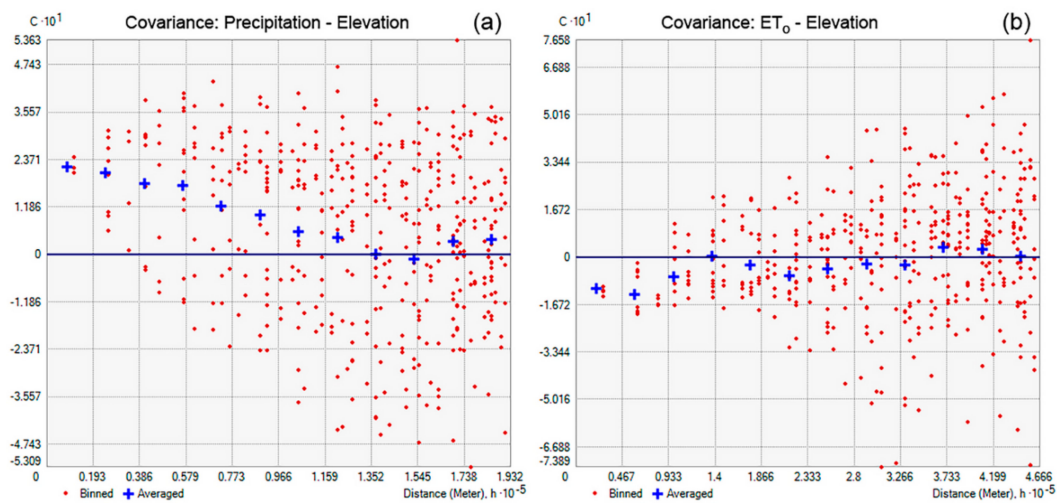 Covariance: Precipitation - Elevation (a)
C ·10¹
5.363
4.743
3.557
2.371
1.186
0
-1.186
-2.371
-3.557
-4.743
-5.309
0 0.193 0.386 0.579 0.773 0.966 1.159 1.352 1.545 1.738 1.932
Binned Averaged Distance (Meter), h ·10⁻⁵
Covariance: ETₒ - Elevation (b)
C ·10¹
7.658
6.688
5.016
3.344
1.672
0
-1.672
-3.344
-5.016
-6.688
-7.389
0 0.467 0.933 1.4 1.866 2.333 2.8 3.266 3.733 4.199 4.666
Binned Averaged Distance (Meter), h ·10⁻⁵